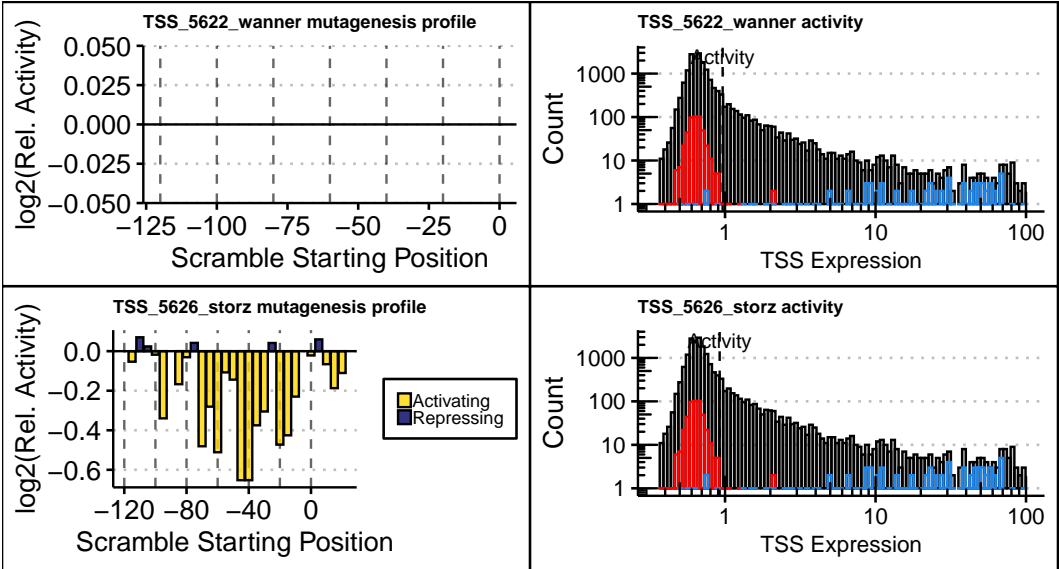 TSS_5622_wanner mutagenesis profile
log2(Rel. Activity)
0.050
0.025
0.000
−0.025
−0.050
−125 −100 −75 −50 −25 0
Scramble Starting Position
TSS_5622_wanner activity
ctivity
Count
1000
100
10
1
1 10 100
TSS Expression
TSS_5626_storz mutagenesis profile
log2(Rel. Activity)
0.0
−0.2
−0.4
−0.6
−120 −80 −40 0
Scramble Starting Position
Activating
Repressing
TSS_5626_storz activity
ctivity
Count
1000
100
10
1
1 10 100
TSS Expression